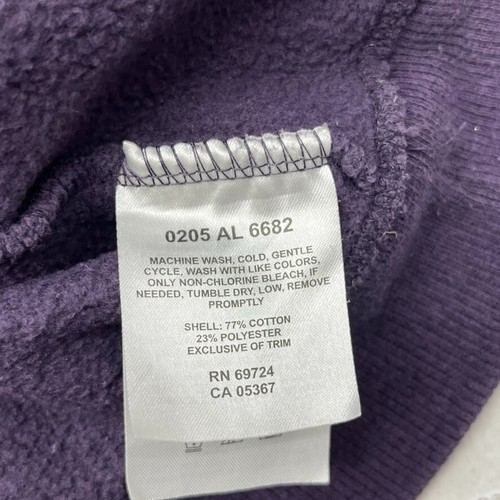 0205 AL 6682
MACHINE WASH, COLD, GENTLE
CYCLE, WASH WITH LIKE COLORS,
ONLY NON-CHLORINE BLEACH, IF
NEEDED, TUMBLE DRY, LOW, REMOVE
PROMPTLY
SHELL: 77% COTTON
23% POLYESTER
EXCLUSIVE OF TRIM
RN 69724
CA 05367